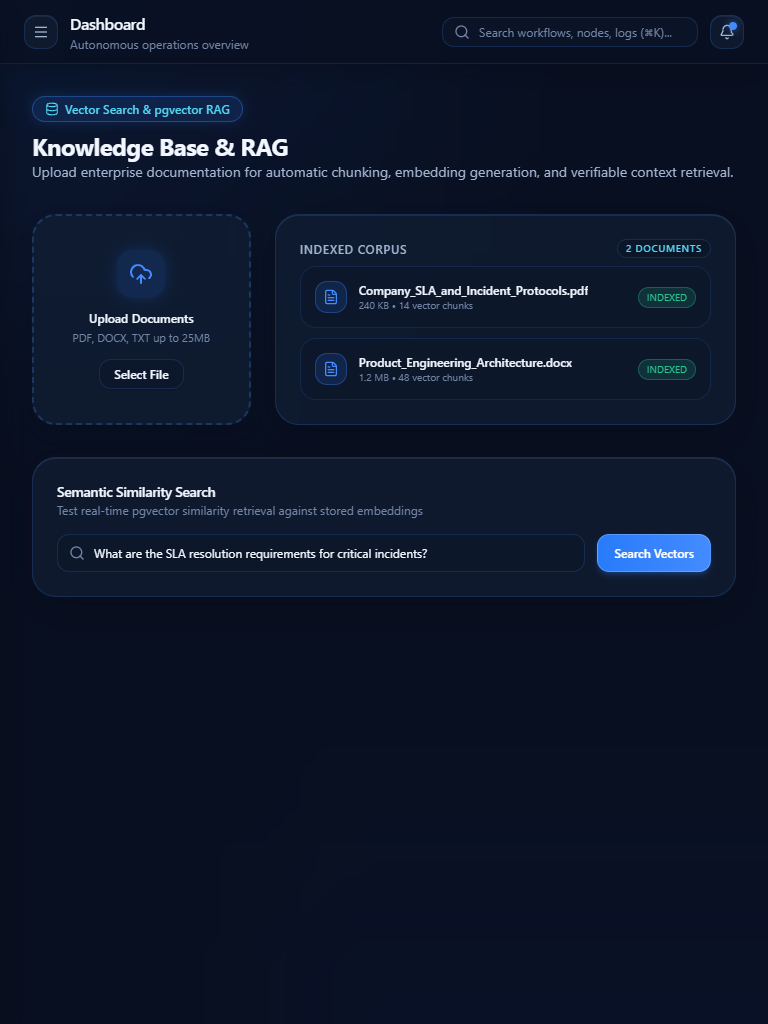 Dashboard
Autonomous operations overview
Search workflows, nodes, logs (⌘K)...
Vector Search & pgvector RAG
Knowledge Base & RAG
Upload enterprise documentation for automatic chunking, embedding generation, and verifiable context retrieval.
Upload Documents
PDF, DOCX, TXT up to 25MB
Select File
INDEXED CORPUS
2 DOCUMENTS
Company_SLA_and_Incident_Protocols.pdf
240 KB • 14 vector chunks
INDEXED
Product_Engineering_Architecture.docx
1.2 MB • 48 vector chunks
INDEXED
Semantic Similarity Search
Test real-time pgvector similarity retrieval against stored embeddings
What are the SLA resolution requirements for critical incidents?
Search Vectors